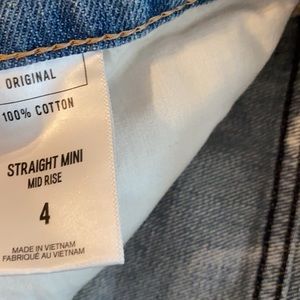 ORIGINAL
100% COTTON
STRAIGHT MINI
MID RISE
4
MADE IN VIETNAM
FABRIQUÉ AU VIETNAM